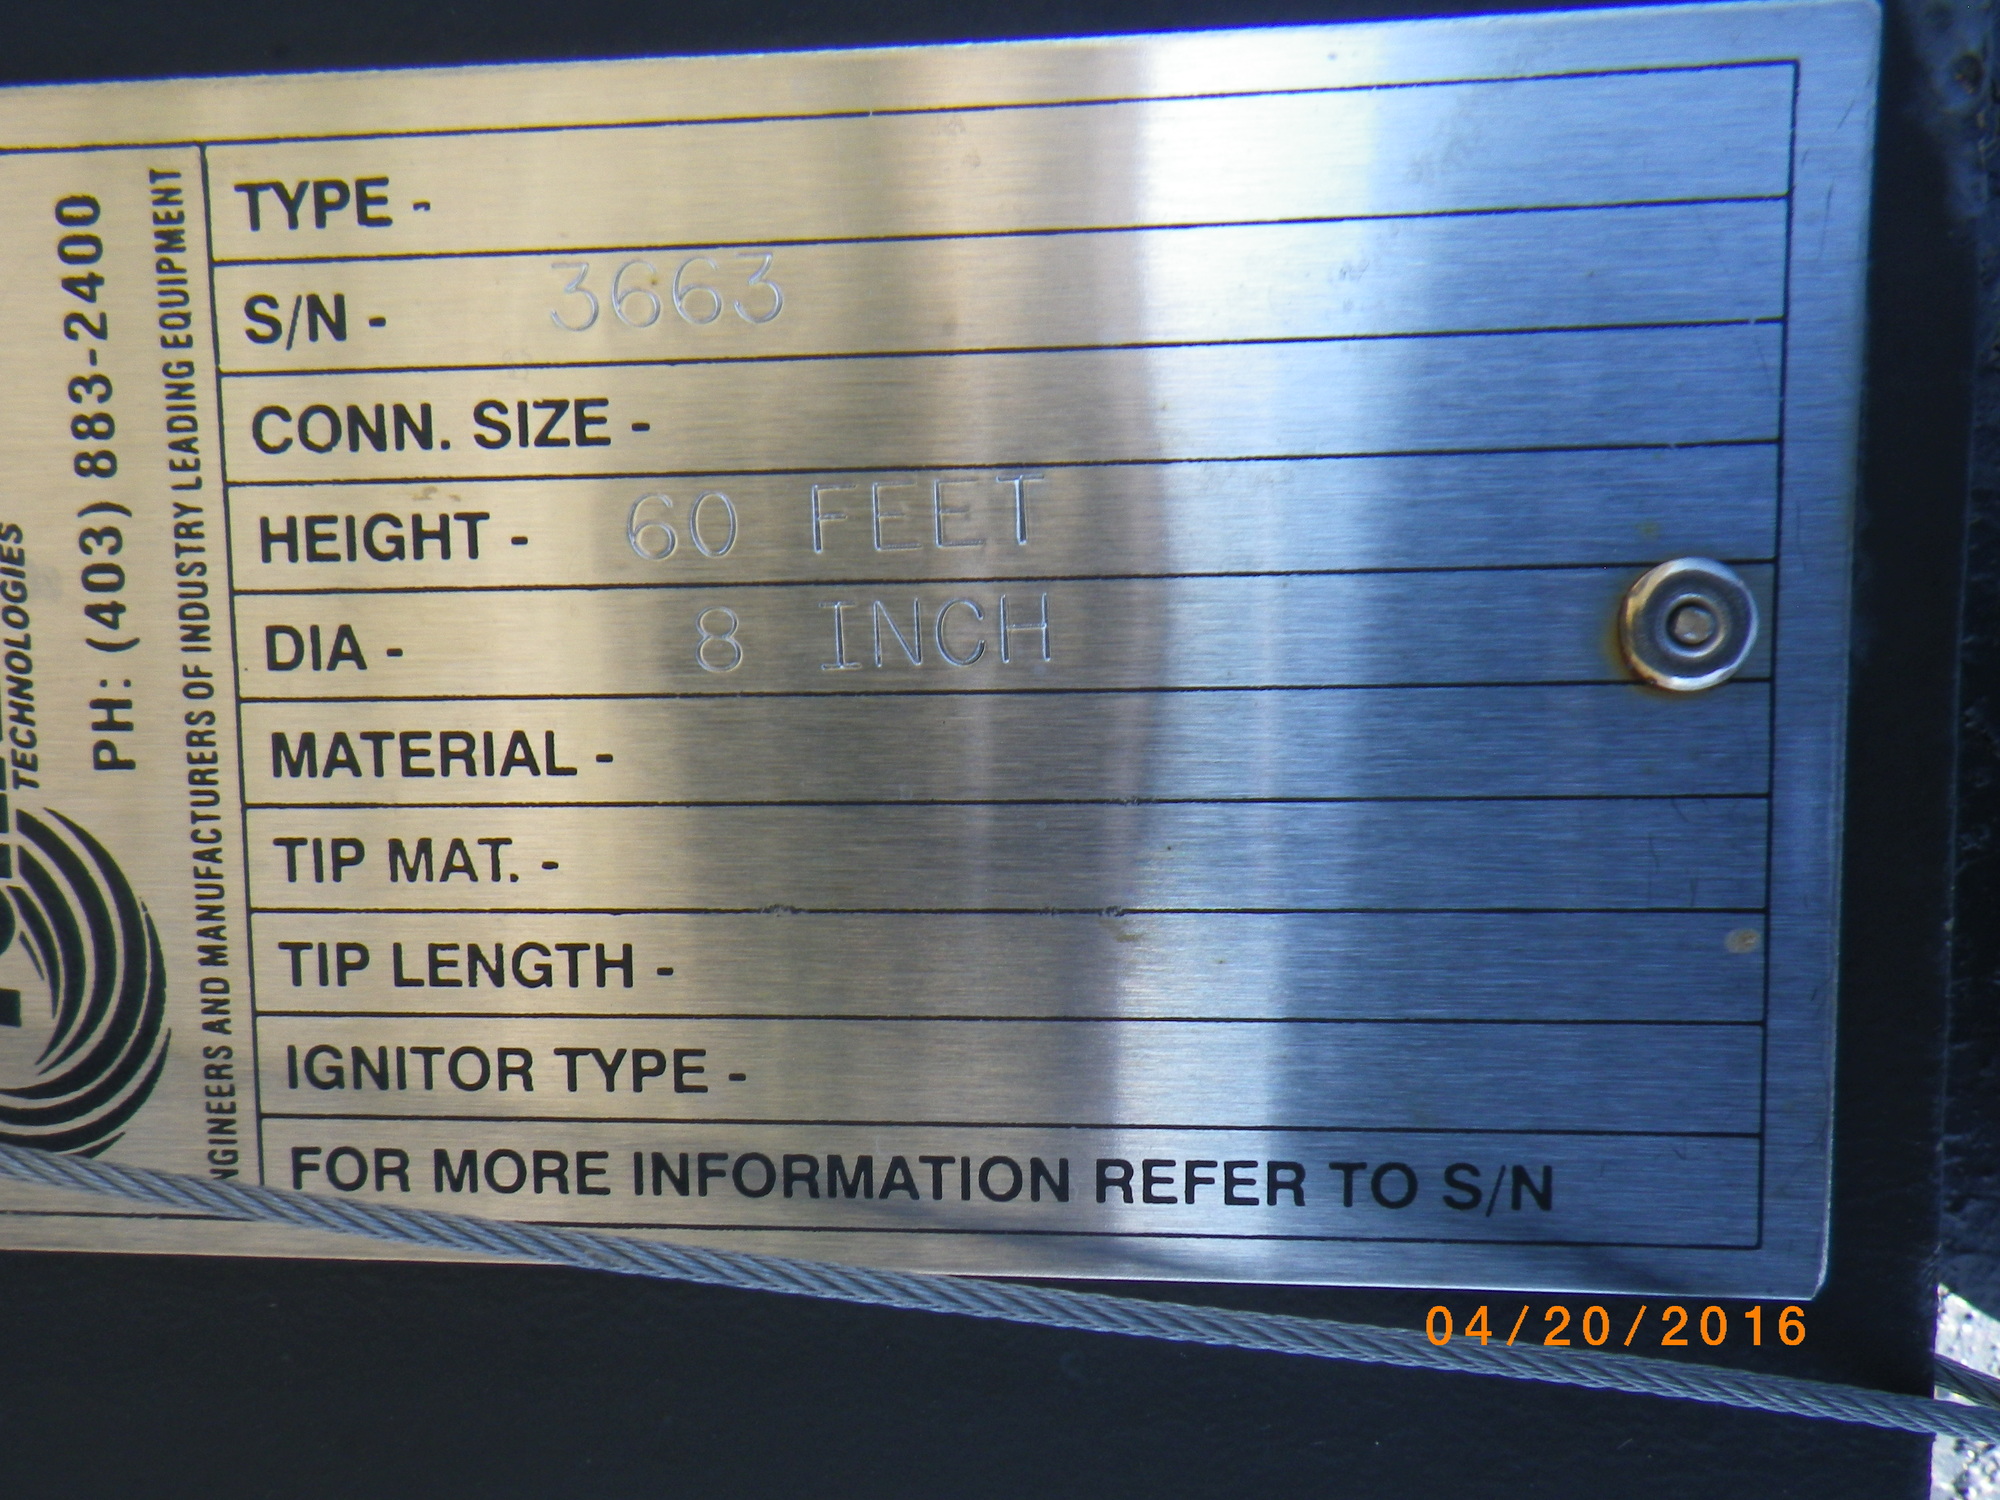 TECHNOLOGIES
PH: (403) 883-2400
AND MANUFACTURERS OF INDUSTRY LEADING EQUIPMENT
TYPE -
S/N - 3663
CONN. SIZE -
HEIGHT - 60 FEET
DIA - 8 INCH
MATERIAL -
TIP MAT. -
TIP LENGTH -
IGNITOR TYPE -
FOR MORE INFORMATION REFER TO S/N
04/20/2016